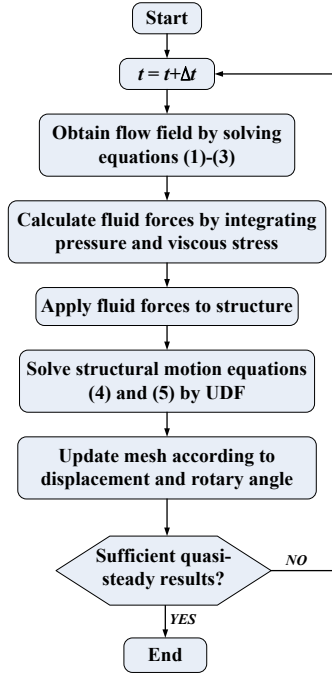 Start
t = t+Δt
Obtain flow field by solving
equations (1)-(3)
Calculate fluid forces by integrating
pressure and viscous stress
Apply fluid forces to structure
Solve structural motion equations
(4) and (5) by UDF
Update mesh according to
displacement and rotary angle
Sufficient quasi-
steady results?
NO
YES
End